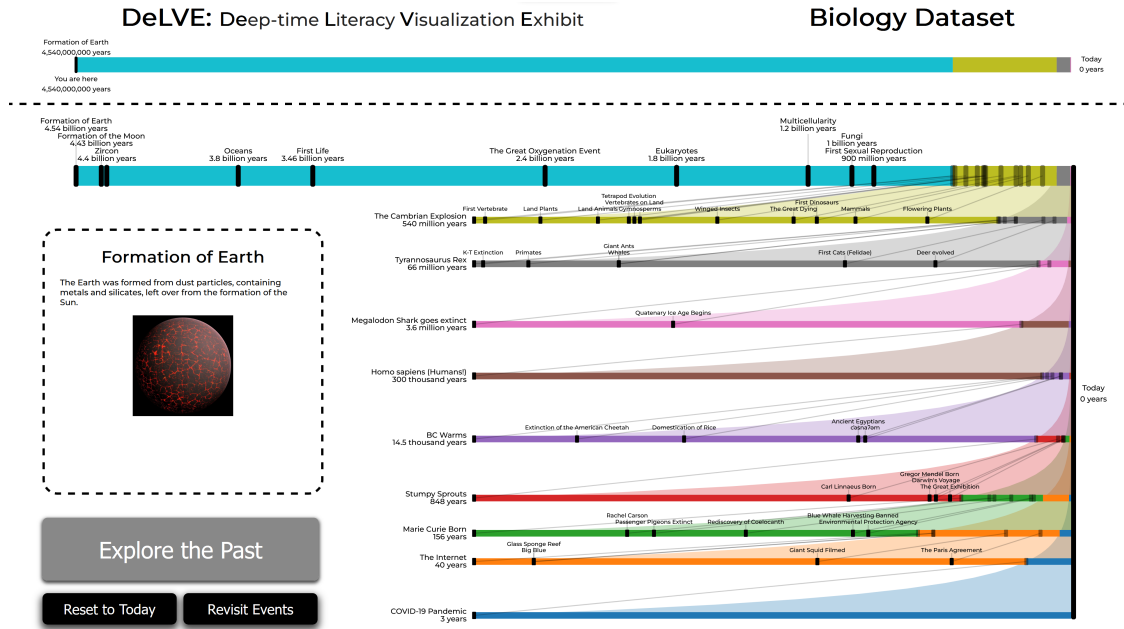 DeLVE: Deep-time Literacy Visualization Exhibit
Biology Dataset
Formation of Earth
4,540,000,000 years
You are here
4,540,000,000 years
Today
0 years
Formation of Earth
4.54 billion years
Formation of the Moon
4.43 billion years
Zircon
4.4 billion years
Oceans
3.8 billion years
First Life
3.46 billion years
The Great Oxygenation Event
2.4 billion years
Eukaryotes
1.8 billion years
Multicellularity
1.2 billion years
Fungi
1 billion years
First Sexual Reproduction
900 million years
The Cambrian Explosion
540 million years
First Vertebrate
Land Plants
Land Animals
Tetrapod Evolution
Vertebrates on Land
Gymnosperms
Winged Insects
The Great Dying
First Dinosaurs
Mammals
Flowering Plants
Tyrannosaurus Rex
66 million years
K-T Extinction
Primates
Giant Ants
Whales
First Cats (Felidae)
Deer evolved
Megalodon Shark goes extinct
3.6 million years
Quatenary Ice Age Begins
Homo sapiens (Humans!)
300 thousand years
Today
0 years
BC Warms
14.5 thousand years
Extinction of the American Cheetah
Domestication of Rice
Ancient Egyptians
Stumpy Sprouts
848 years
Carl Linnaeus Born
Gregor Mendel Born
Darwin's Voyage
The Great Exhibition
Marie Curie Born
156 years
Rachel Carson
Passenger Pigeons Extinct
Rediscovery of Coelocanth
Blue Whale Harvesting Banned
Environmental Protection Agency
The Internet
40 years
Glass Sponge Reef
Big Blue
Giant Squid Filmed
The Paris Agreement
COVID-19 Pandemic
3 years
Formation of Earth
The Earth was formed from dust particles, containing
metals and silicates, left over from the formation of the
Sun.
Explore the Past
Reset to Today
Revisit Events